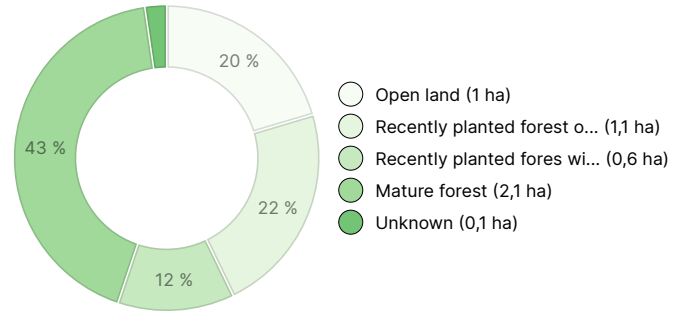 20 %
43 %
22 %
12 %
Open land (1 ha)
Recently planted forest o... (1,1 ha)
Recently planted fores wi... (0,6 ha)
Mature forest (2,1 ha)
Unknown (0,1 ha)